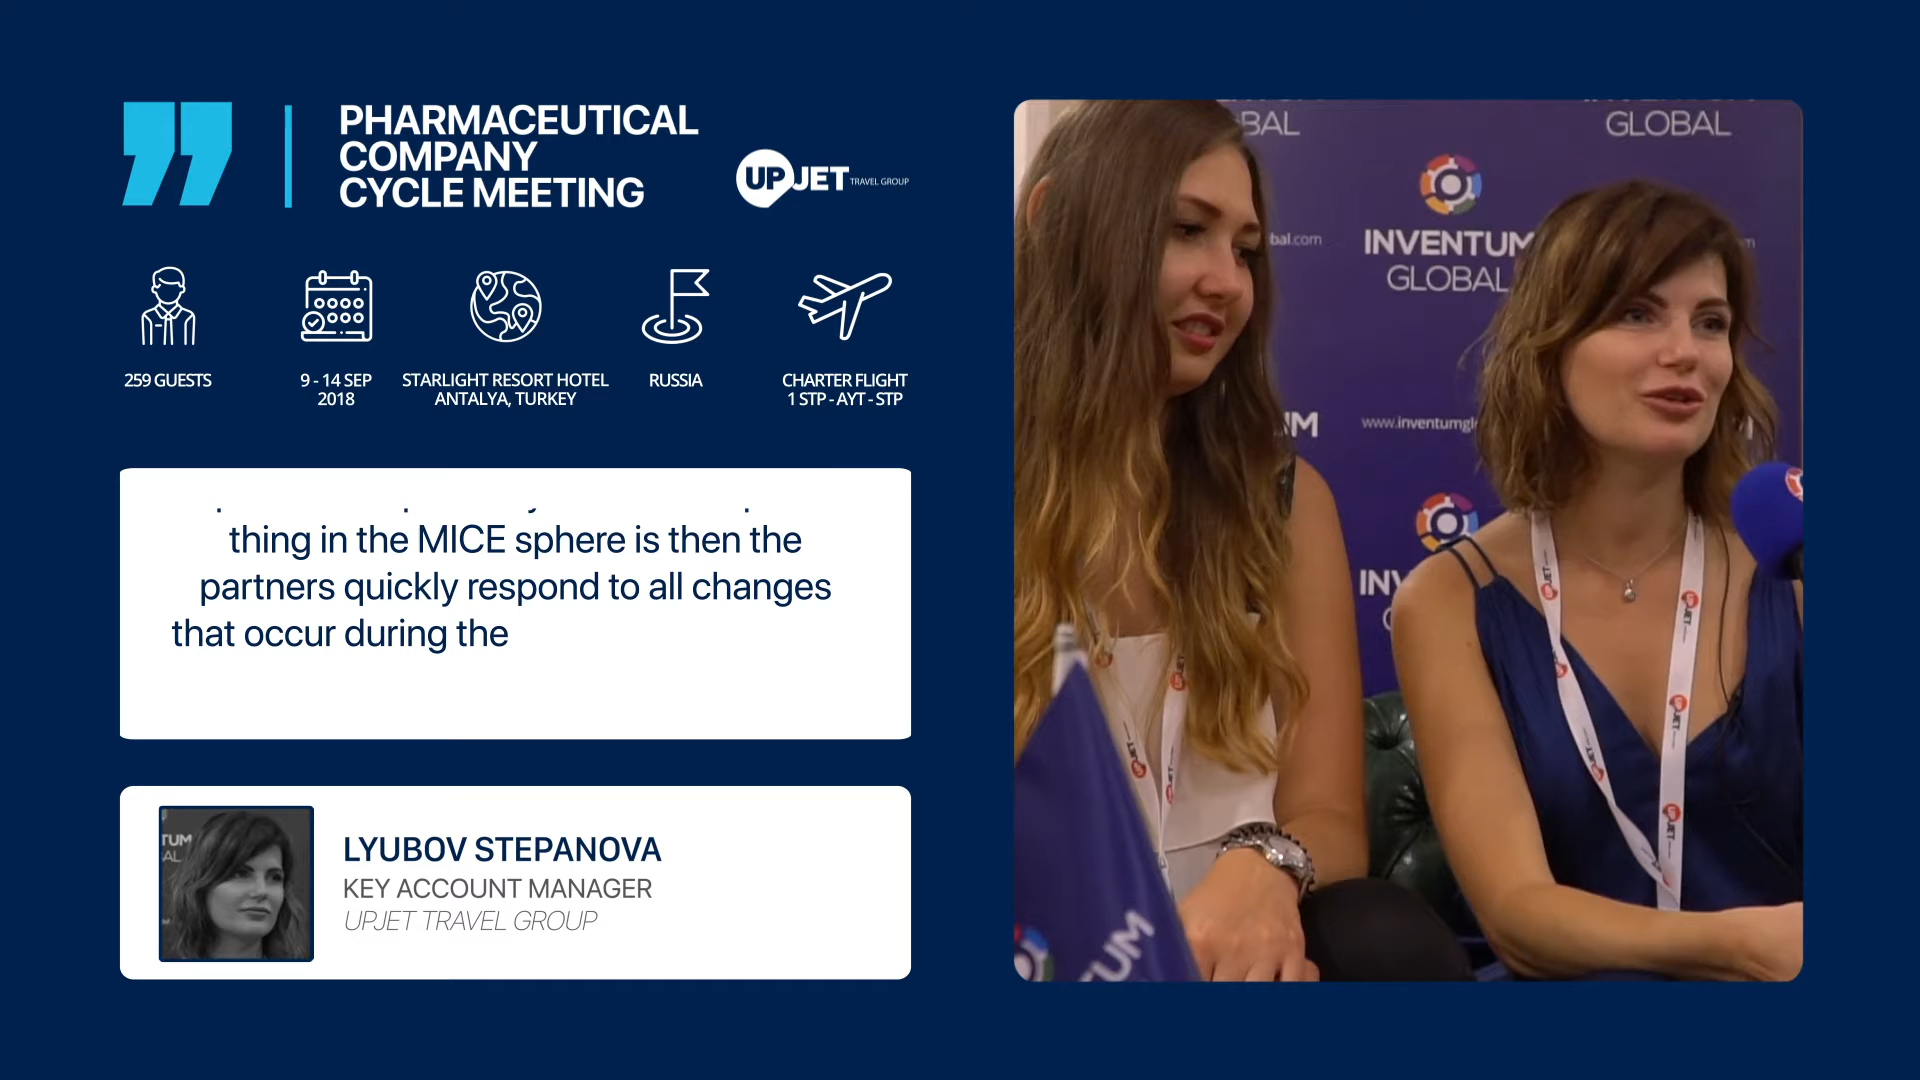 PHARMACEUTICAL
COMPANY
CYCLE MEETING
UPJET TRAVEL GROUP
259 GUESTS
9 - 14 SEP
2018
STARLIGHT RESORT HOTEL
ANTALYA, TURKEY
RUSSIA
CHARTER FLIGHT
1 STP - AYT - STP
thing in the MICE sphere is then the
partners quickly respond to all changes
that occur during the
LYUBOV STEPANOVA
KEY ACCOUNT MANAGER
UPJET TRAVEL GROUP
GLOBAL
INVENTUM
GLOBAL
UPJET